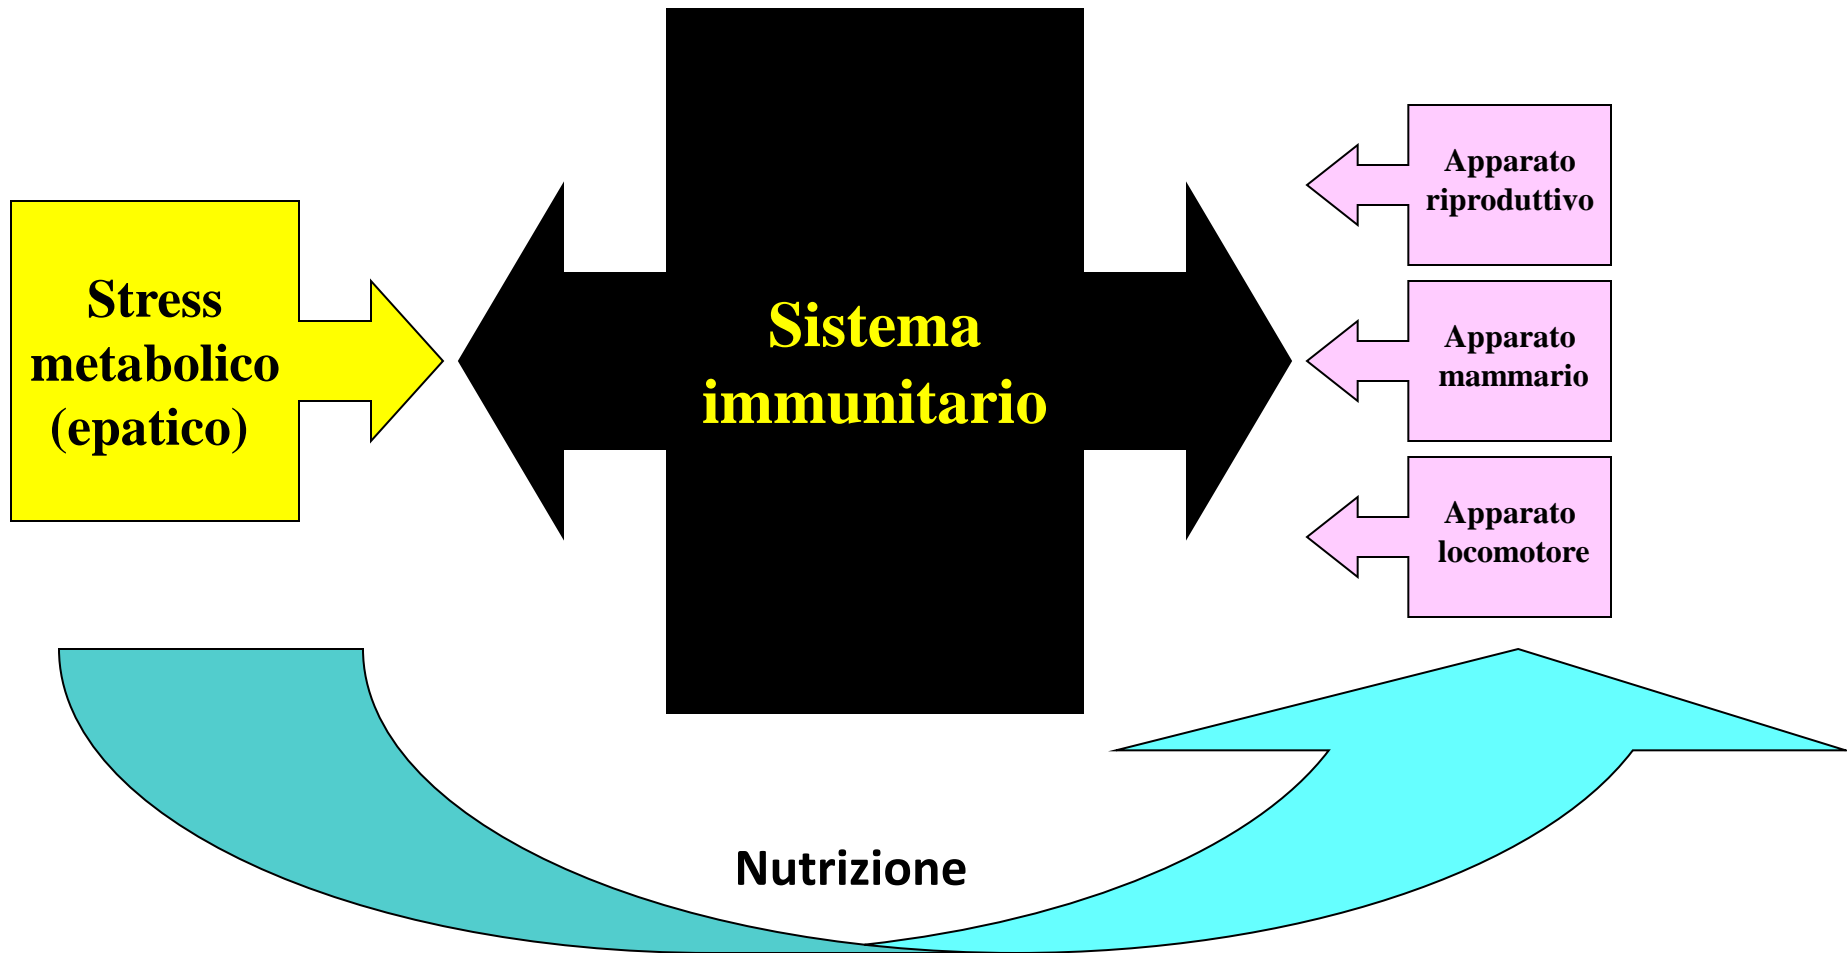 Stress
metabolico
(epatico)
Sistema
immunitario
Apparato
riproduttivo
Apparato
mammario
Apparato
locomotore
Nutrizione